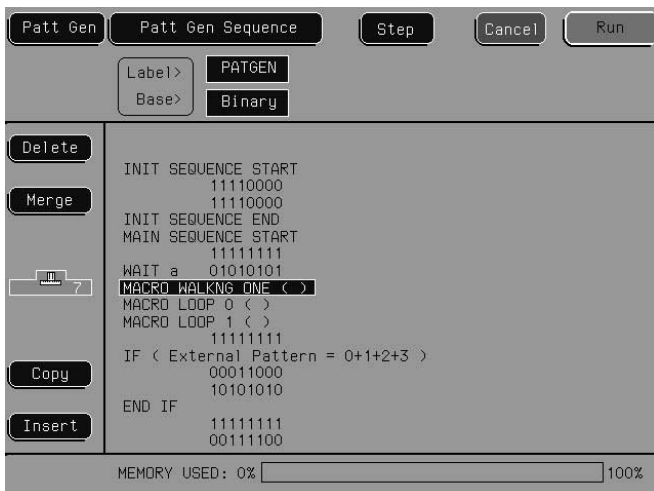 Patt Gen Patt Gen Sequence Step Cancel Run
Label> PATGEN
Base> Binary
Delete
INIT SEQUENCE START
11110000
Merge
11110000
INIT SEQUENCE END
MAIN SEQUENCE START
11111111
WAIT a 01010101
7
MACRO WALKNG ONE ( )
MACRO LOOP 0 ( )
MACRO LOOP 1 ( )
11111111
IF ( External Pattern = 0+1+2+3 )
Copy
00011000
10101010
END IF
Insert
11111111
00111100
MEMORY USED: 0% 100%